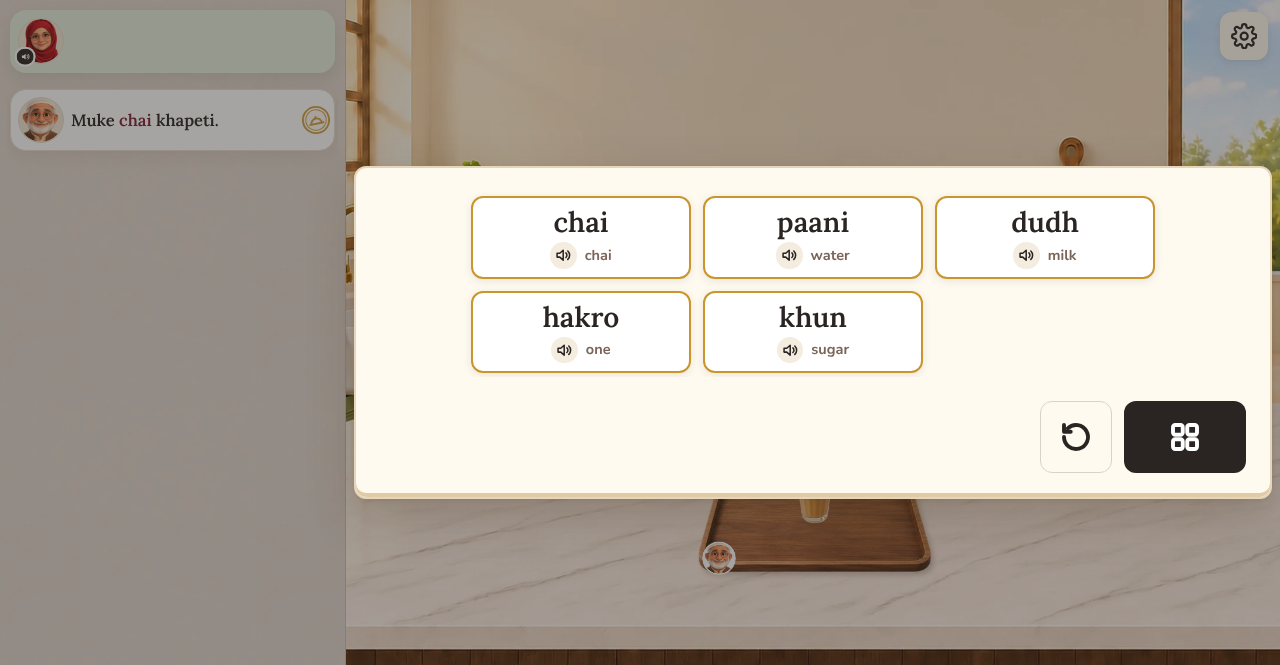 Muke chai khapeti.
chai
chai
paani
water
dudh
milk
hakro
one
khun
sugar